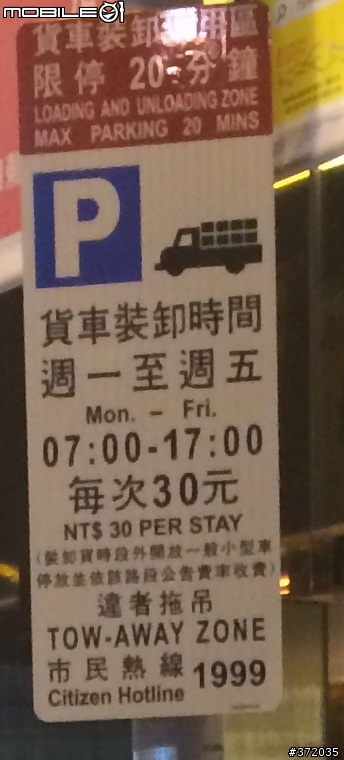 MOBILE01
貨車裝卸專用區
限停 20 分鐘
LOADING AND UNLOADING ZONE
MAX PARKING 20 MINS
P
貨車裝卸時間
週一至週五
Mon. – Fri.
07:00-17:00
每次30元
NT$ 30 PER STAY
(裝卸貨時段外開放一般小型車
停放並依該路段公告費率收費)
違者拖吊
TOW-AWAY ZONE
市民熱線 1999
Citizen Hotline
#372035